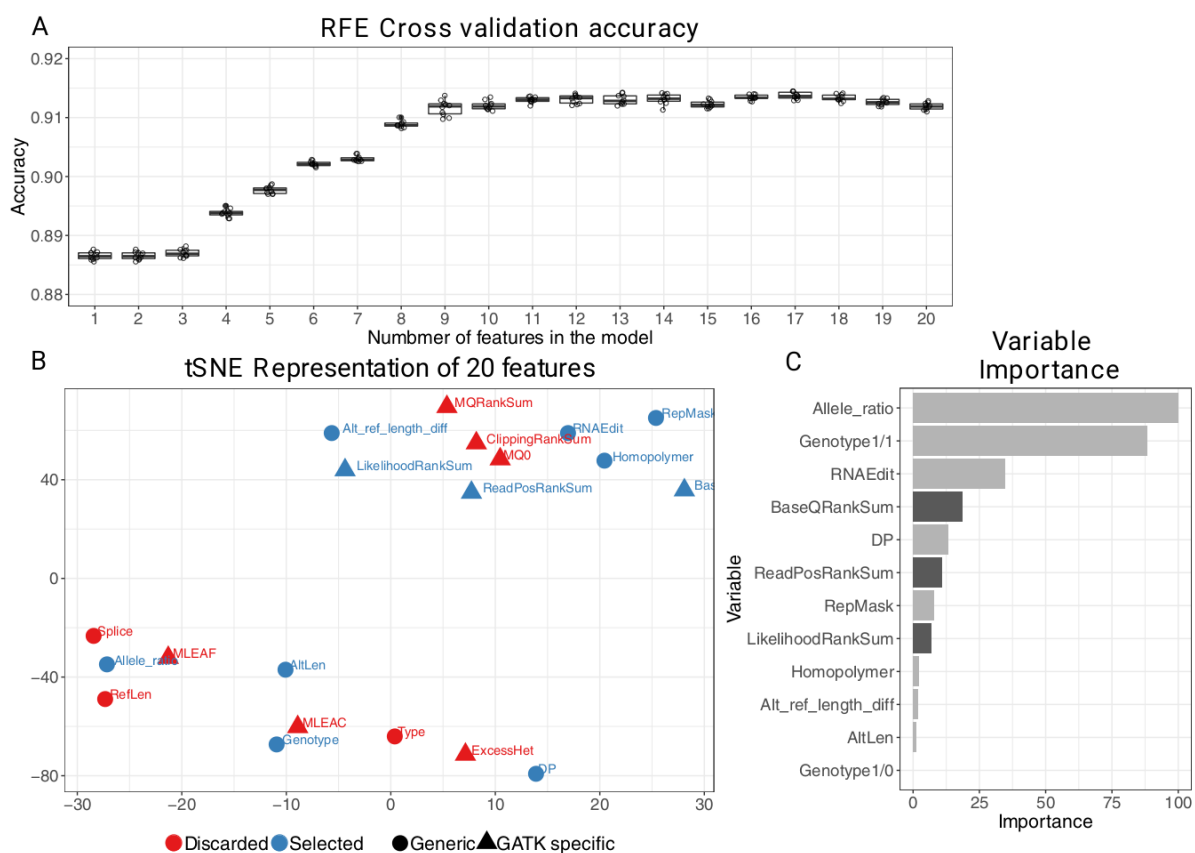 A
RFE Cross validation accuracy
Accuracy
0.92
0.91
0.90
0.89
0.88
1 2 3 4 5 6 7 8 9 10 11 12 13 14 15 16 17 18 19 20
Numbmer of features in the model
B
tSNE Representation of 20 features
40
0
−40
−80
MQRankSum
RepMask
Alt_ref_length_diff
RNAEdit
ClippingRankSum
MQ0
Homopolymer
LikelihoodRankSum
ReadPosRankSum
Bas
Splice
Allele_ratio
MLEAF
AltLen
RefLen
MLEAC
Type
Genotype
ExcessHet
DP
−30 −20 −10 0 10 20 30
Discarded Selected Generic GATK specific
C
Variable
Importance
Variable
Allele_ratio
Genotype1/1
RNAEdit
BaseQRankSum
DP
ReadPosRankSum
RepMask
LikelihoodRankSum
Homopolymer
Alt_ref_length_diff
AltLen
Genotype1/0
0 25 50 75 100
Importance